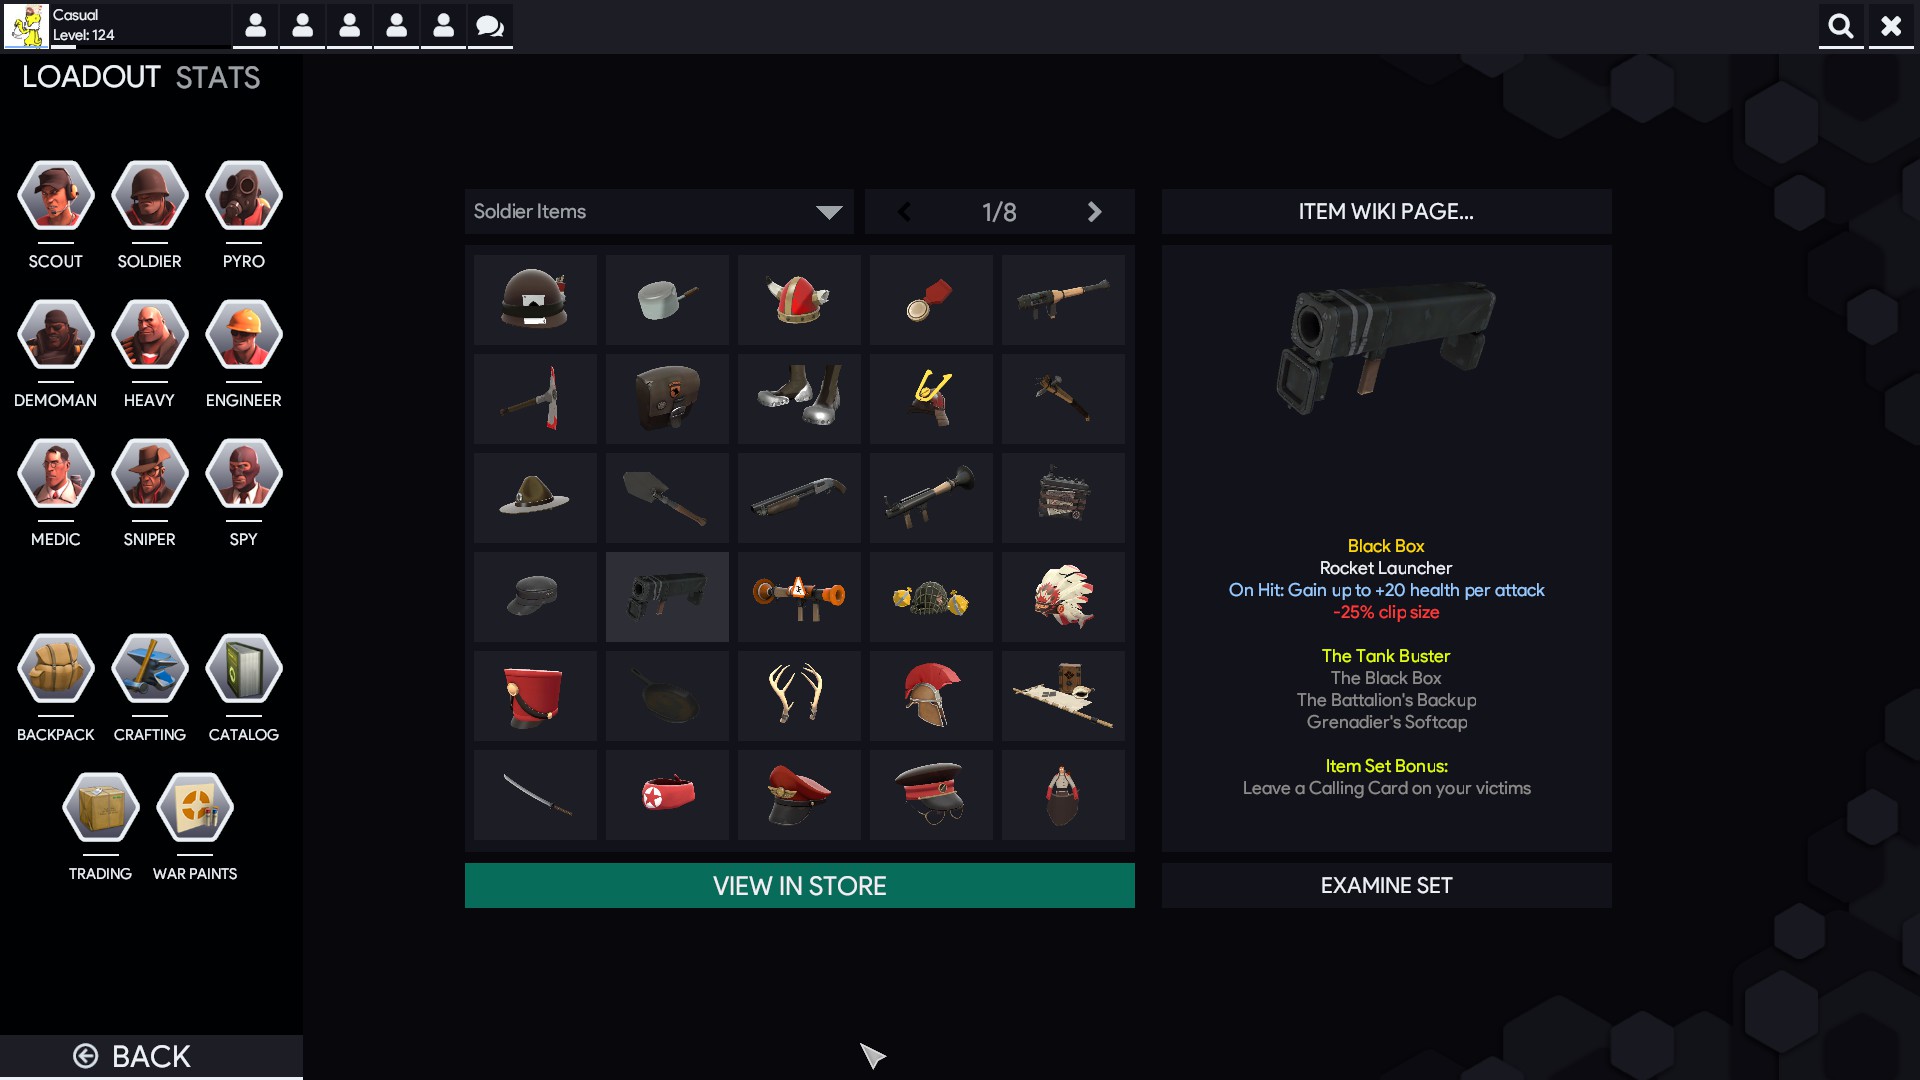 Casual
Level: 124
LOADOUT STATS
SCOUT SOLDIER PYRO
DEMOMAN HEAVY ENGINEER
MEDIC SNIPER SPY
BACKPACK CRAFTING CATALOG
TRADING WAR PAINTS
BACK
Soldier Items
1/8
VIEW IN STORE
ITEM WIKI PAGE...
Black Box
Rocket Launcher
On Hit: Gain up to +20 health per attack
-25% clip size
The Tank Buster
The Black Box
The Battalion's Backup
Grenadier's Softcap
Item Set Bonus:
Leave a Calling Card on your victims
EXAMINE SET